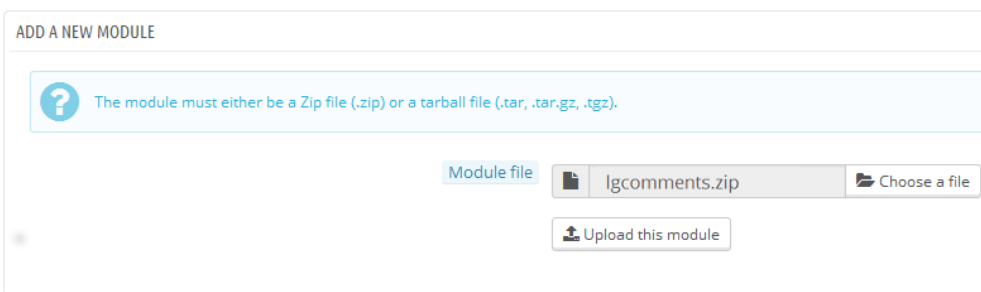 ADD A NEW MODULE
The module must either be a Zip file (.zip) or a tarball file (.tar, .tar.gz, .tgz).
Module file lgcomments.zip Choose a file
Upload this module